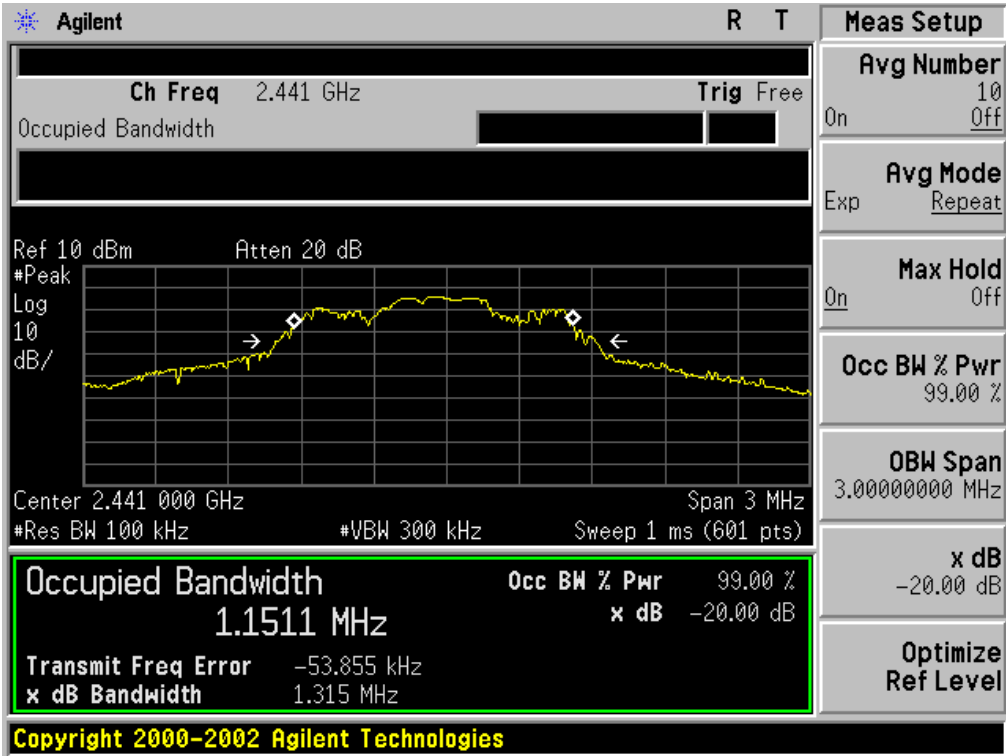 Agilent R T
Meas Setup
Ch Freq 2.441 GHz Trig Free
Occupied Bandwidth
Ref 10 dBm Atten 20 dB
#Peak
Log
10
dB/
Center 2.441 000 GHz Span 3 MHz
#Res BW 100 kHz #VBW 300 kHz Sweep 1 ms (601 pts)
Occupied Bandwidth
1.1511 MHz
Occ BW % Pwr 99.00 %
x dB -20.00 dB
Transmit Freq Error -53.855 kHz
x dB Bandwidth 1.315 MHz
Avg Number
10
On Off
Avg Mode
Exp Repeat
Max Hold
On Off
Occ BW % Pwr
99.00 %
OBW Span
3.00000000 MHz
x dB
-20.00 dB
Optimize
Ref Level
Copyright 2000-2002 Agilent Technologies